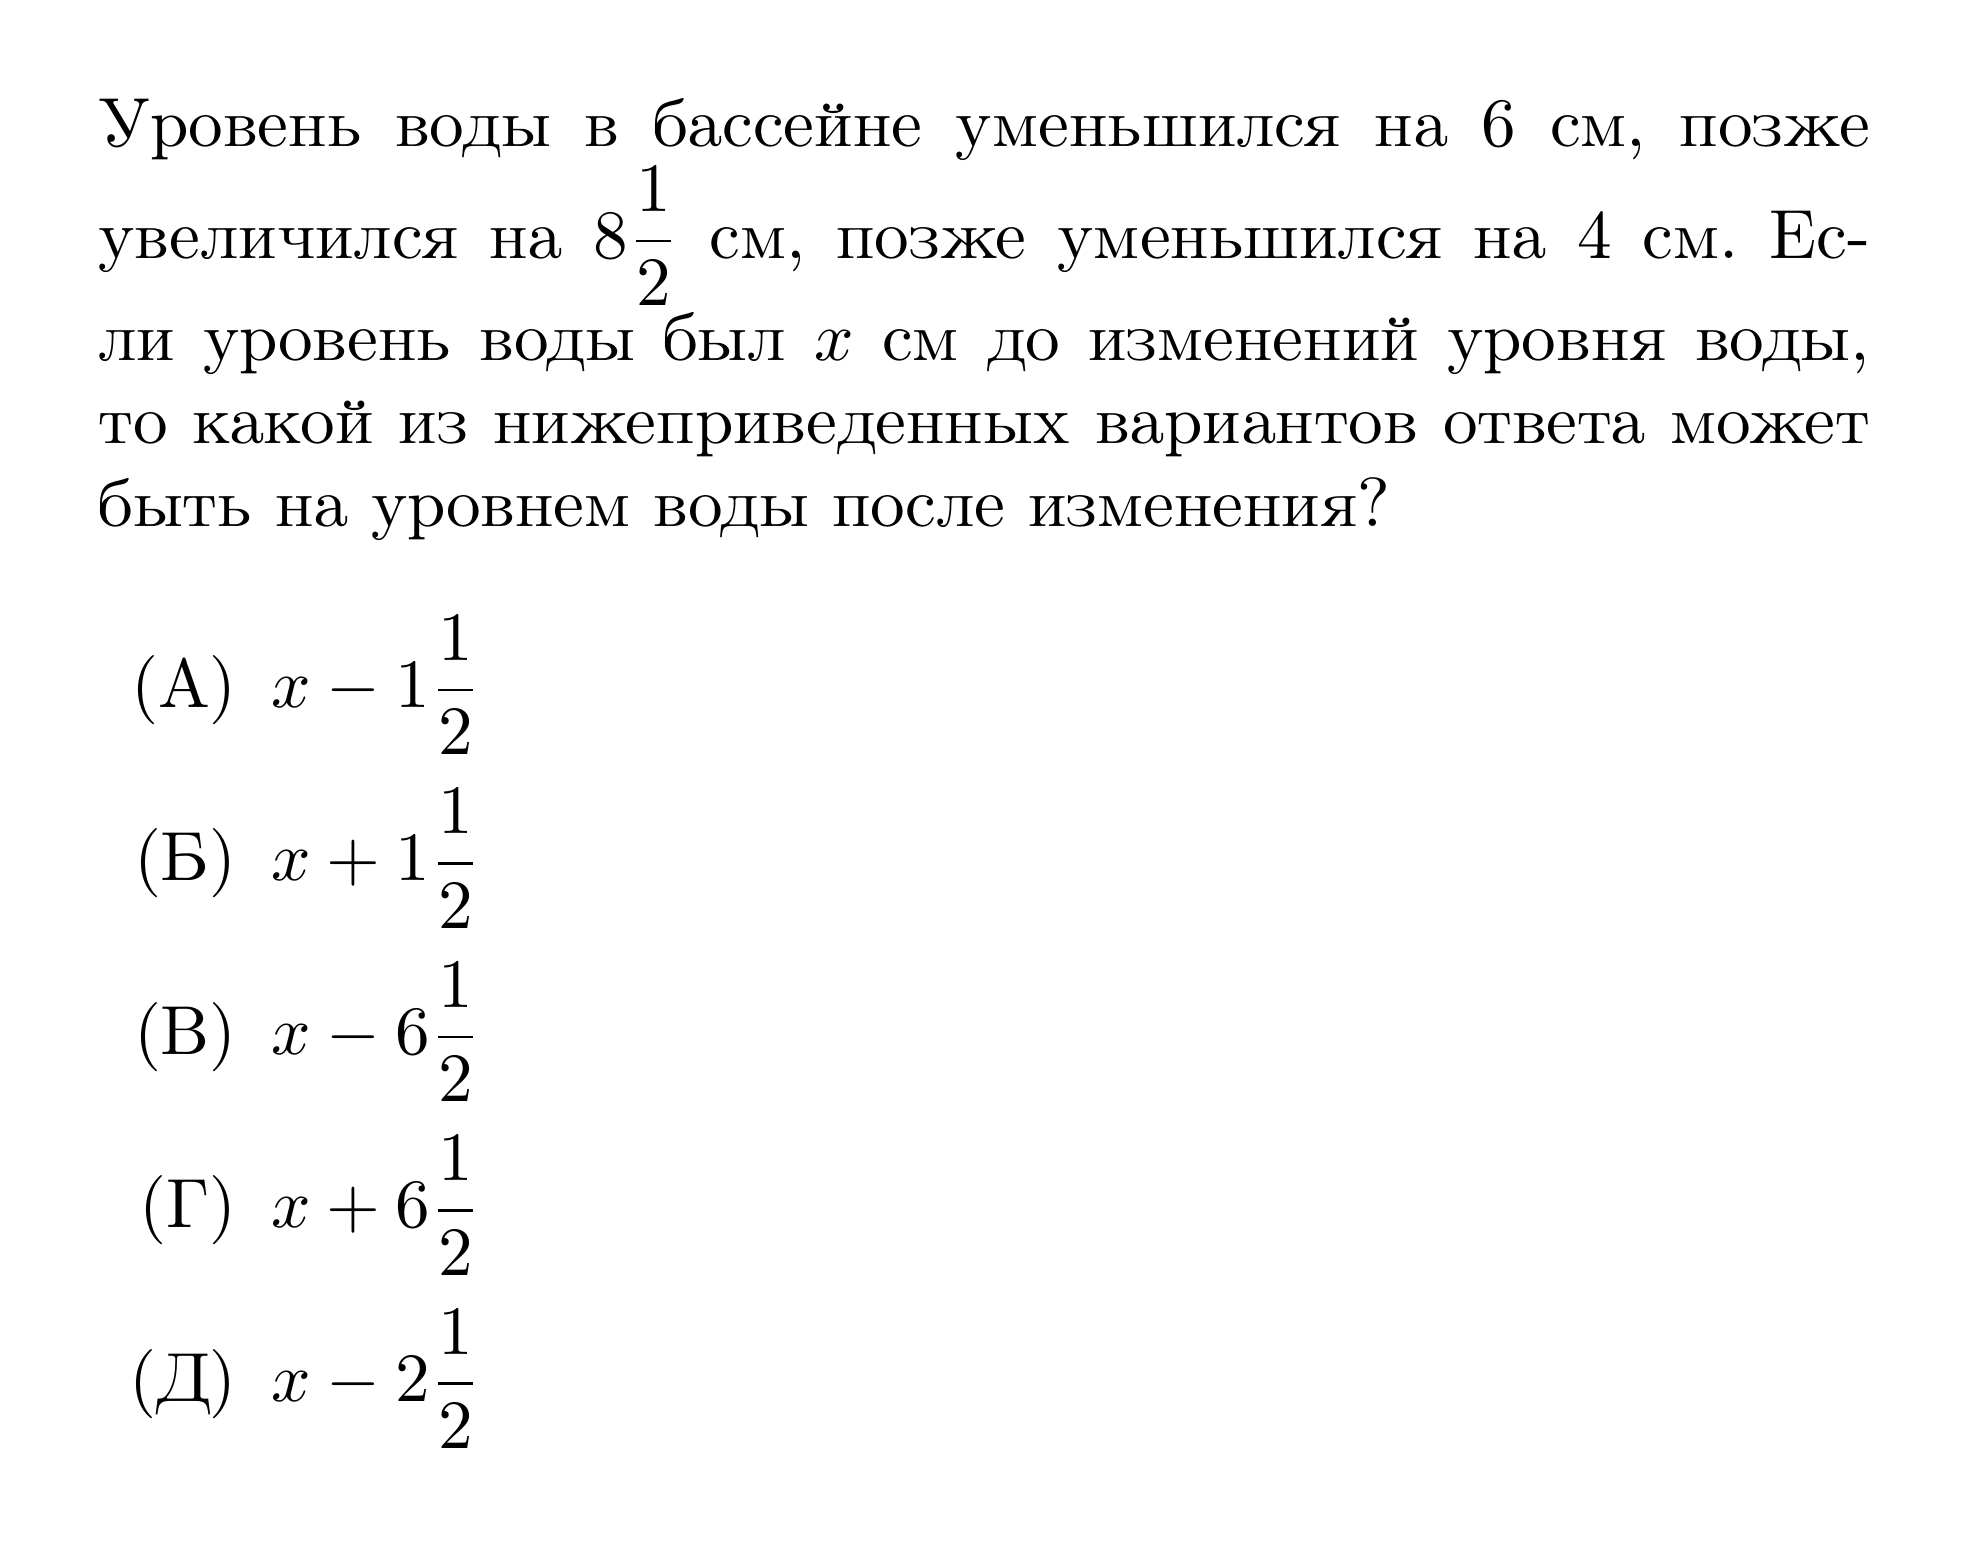 Уровень воды в бассейне уменьшился на 6 см, позже
увеличился на $8\frac{1}{2}$ см, позже уменьшился на 4 см. Ес-
ли уровень воды был $x$ см до изменений уровня воды,
то какой из нижеприведенных вариантов ответа может
быть на уровнем воды после изменения?
(А) $x - 1\frac{1}{2}$
(Б) $x + 1\frac{1}{2}$
(В) $x - 6\frac{1}{2}$
(Г) $x + 6\frac{1}{2}$
(Д) $x - 2\frac{1}{2}$